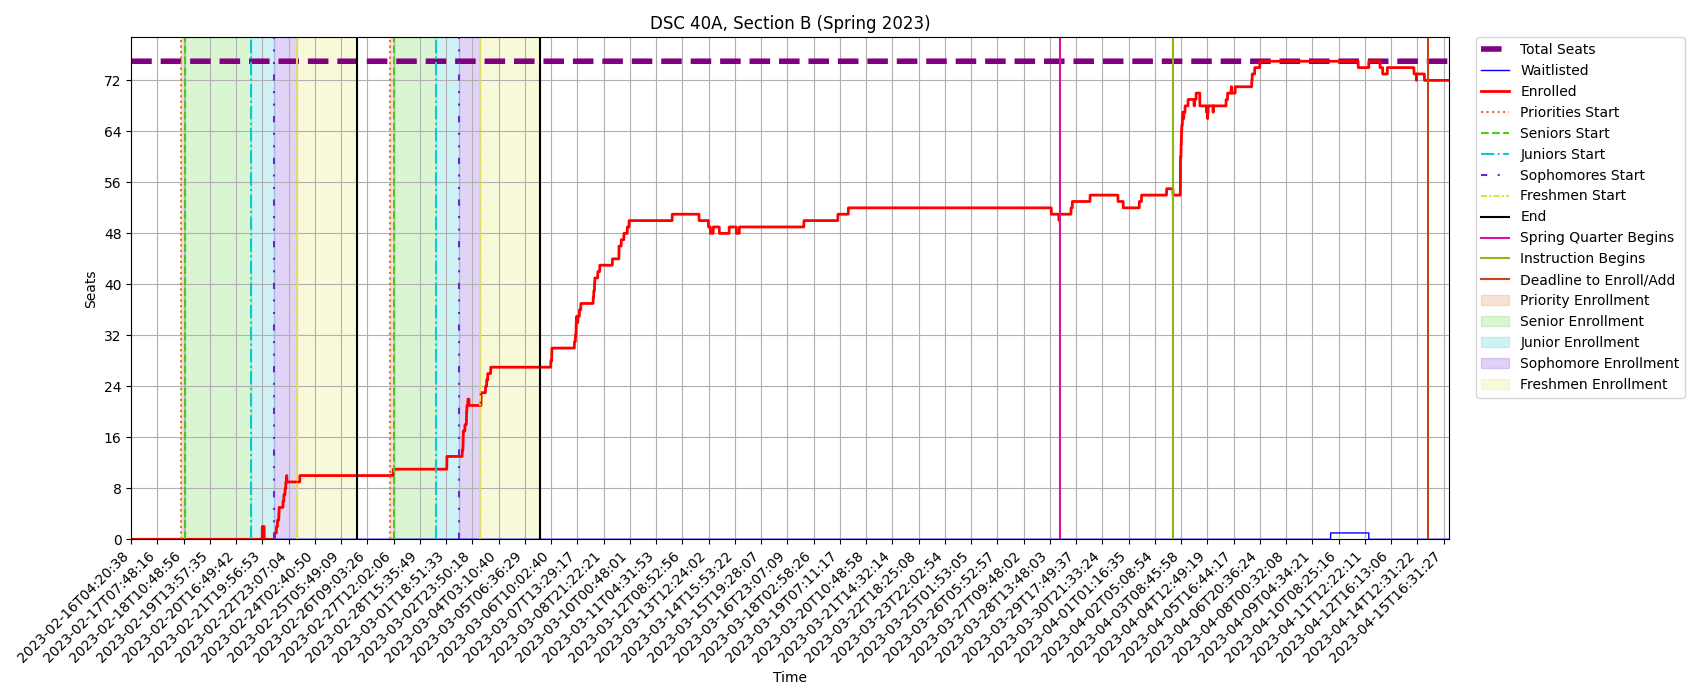 DSC 40A, Section B (Spring 2023)
Seats
72
64
56
48
40
32
24
16
8
0
2023-02-16T04:20:38
2023-02-17T07:48:16
2023-02-18T10:48:56
2023-02-19T13:57:35
2023-02-20T16:49:42
2023-02-21T19:56:53
2023-02-22T23:07:04
2023-02-24T02:40:50
2023-02-25T05:49:09
2023-02-26T09:03:26
2023-02-27T12:02:06
2023-02-28T15:35:49
2023-03-01T18:51:33
2023-03-02T23:50:18
2023-03-04T03:10:40
2023-03-05T06:36:29
2023-03-06T10:02:40
2023-03-07T13:29:17
2023-03-08T21:22:21
2023-03-10T00:48:01
2023-03-11T04:31:53
2023-03-12T08:52:56
2023-03-13T12:24:02
2023-03-14T15:53:22
2023-03-15T19:28:07
2023-03-16T23:07:09
2023-03-18T02:58:26
2023-03-19T07:11:17
2023-03-20T10:48:58
2023-03-21T14:32:14
2023-03-22T18:25:08
2023-03-23T22:02:54
2023-03-25T01:53:05
2023-03-26T05:52:57
2023-03-27T09:48:02
2023-03-28T13:48:03
2023-03-29T17:49:37
2023-03-30T21:33:24
2023-04-01T01:16:35
2023-04-02T05:08:54
2023-04-03T08:45:58
2023-04-04T12:49:19
2023-04-05T16:44:17
2023-04-06T20:36:24
2023-04-08T00:32:08
2023-04-09T04:34:21
2023-04-10T08:25:16
2023-04-11T12:22:11
2023-04-12T16:13:06
2023-04-14T12:31:22
2023-04-15T16:31:27
Time
Total Seats
Waitlisted
Enrolled
Priorities Start
Seniors Start
Juniors Start
Sophomores Start
Freshmen Start
End
Spring Quarter Begins
Instruction Begins
Deadline to Enroll/Add
Priority Enrollment
Senior Enrollment
Junior Enrollment
Sophomore Enrollment
Freshmen Enrollment